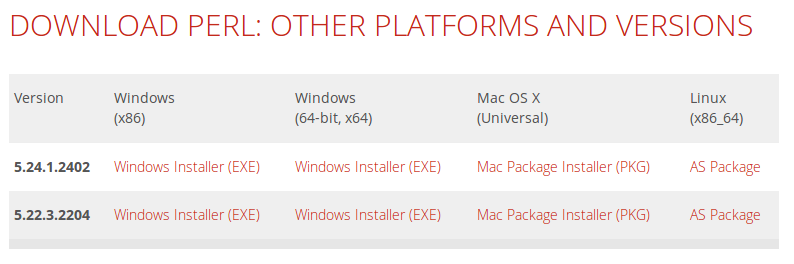 DOWNLOAD PERL: OTHER PLATFORMS AND VERSIONS
Version Windows (x86) Windows (64-bit, x64) Mac OS X (Universal) Linux (x86_64)
5.24.1.2402 Windows Installer (EXE) Windows Installer (EXE) Mac Package Installer (PKG) AS Package
5.22.3.2204 Windows Installer (EXE) Windows Installer (EXE) Mac Package Installer (PKG) AS Package